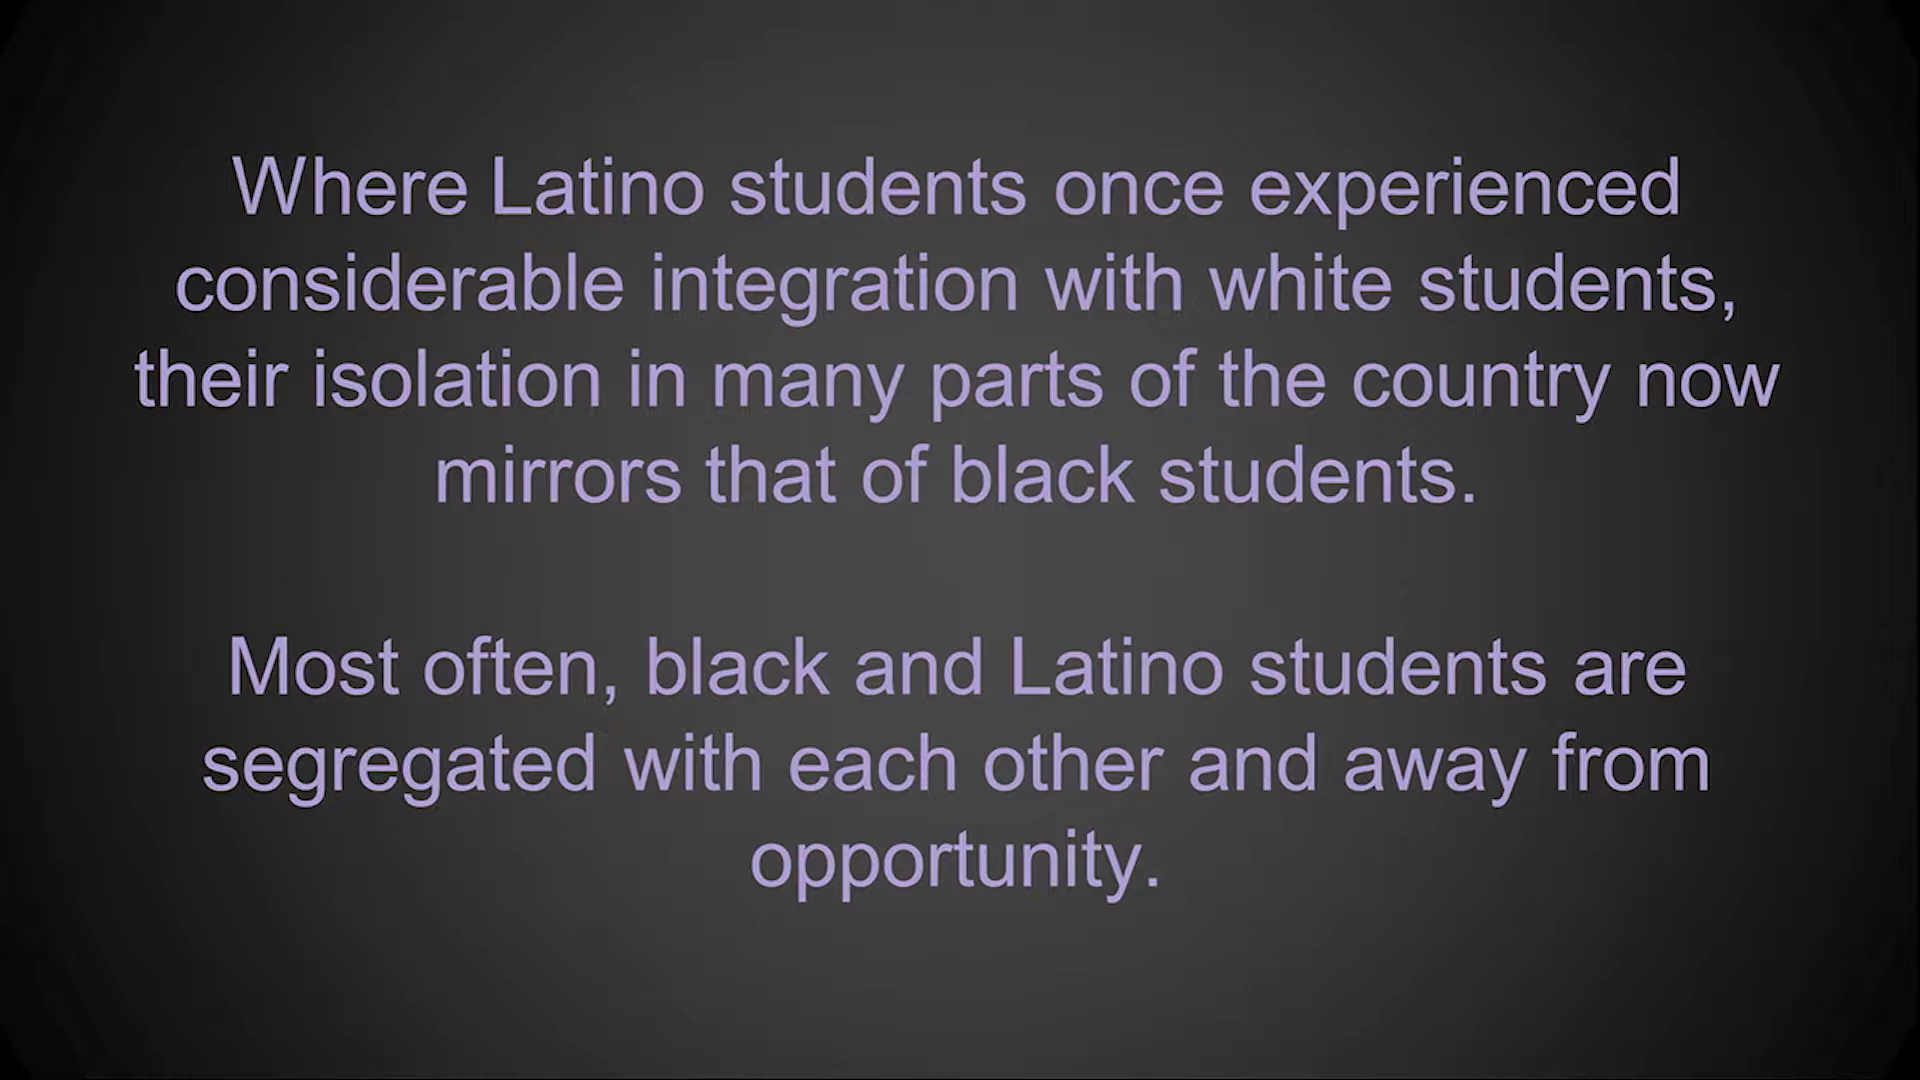 Where Latino students once experienced
considerable integration with white students,
their isolation in many parts of the country now
mirrors that of black students.
Most often, black and Latino students are
segregated with each other and away from
opportunity.